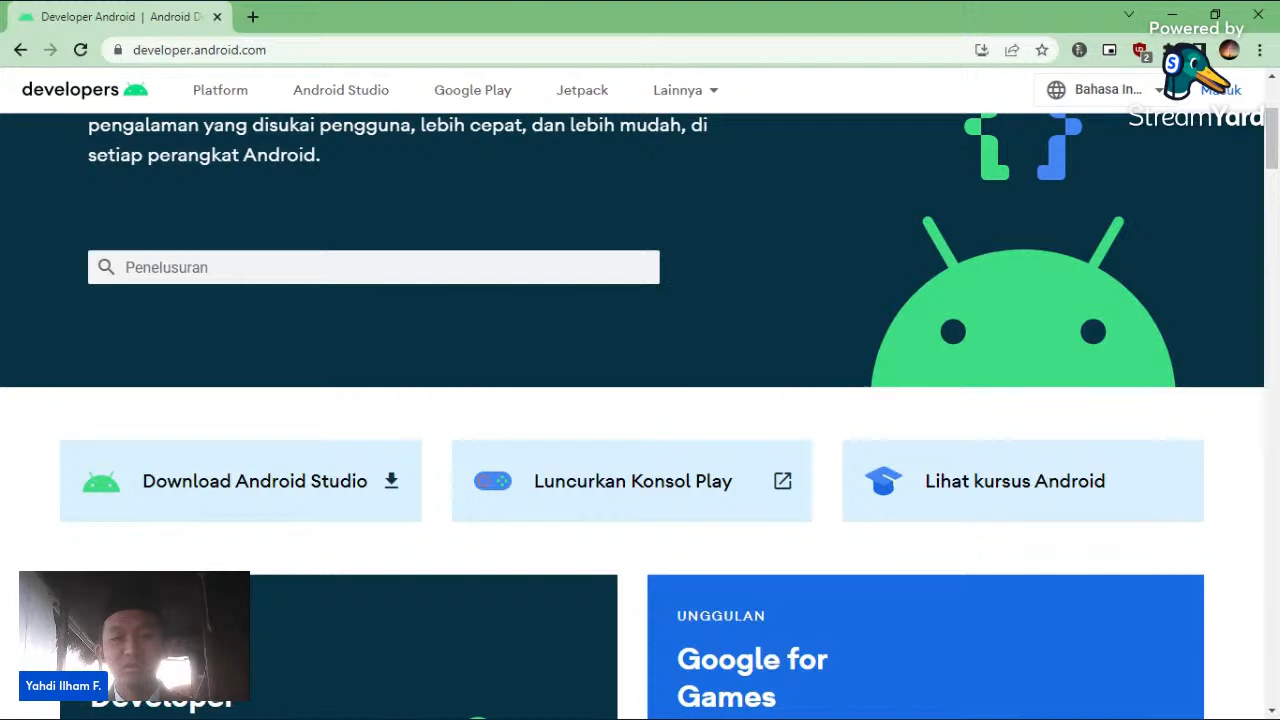 Developer Android | Android D
developer.android.com
2
Powered by
StreamYard
developers
Platform
Android Studio
Google Play
Jetpack
Lainnya
Bahasa In...
pengalaman yang disukai pengguna, lebih cepat, dan lebih mudah, di
setiap perangkat Android.
Penelusuran
Download Android Studio
Luncurkan Konsol Play
Lihat kursus Android
UNGGULAN
Google for
Games
Developer
Yahdi Ilham F.